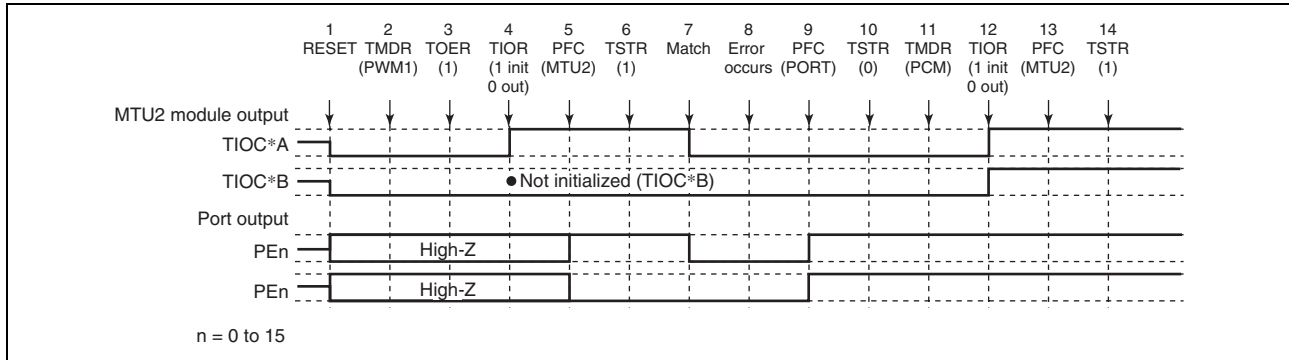 1 2 3 4 5 6 7 8 9 10 11 12 13 14
RESET TMDR TOER TIOR PFC TSTR Match Error PFC TSTR TMDR TIOR PFC TSTR
(PWM1) (1) (1 init (MTU2) (1) occurs (PORT) (0) (PCM) (1 init (MTU2) (1)
0 out) 0 out)
MTU2 module output
TIOC*A
TIOC*B
●Not initialized (TIOC*B)
Port output
PEn
High-Z
PEn
High-Z
n = 0 to 15